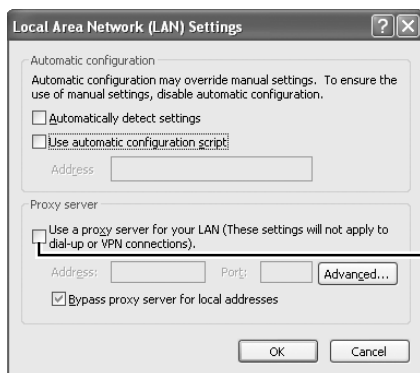 Local Area Network (LAN) Settings
Automatic configuration
Automatic configuration may override manual settings. To ensure the
use of manual settings, disable automatic configuration.
Automatically detect settings
Use automatic configuration script
Address
Proxy server
Use a proxy server for your LAN (These settings will not apply to
dial-up or VPN connections).
Address:
Port:
Advanced...
Bypass proxy server for local addresses
OK
Cancel